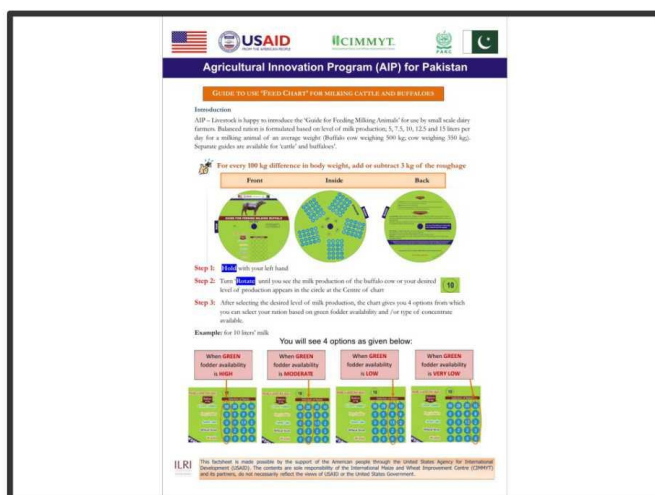 USAID
FROM THE AMERICAN PEOPLE
CIMMYT.
PARC
Agricultural Innovation Program (AIP) for Pakistan
GUIDE TO USE 'FEED CHART' FOR MILKING CATTLE AND BUFFALOES
Introduction
AIP – Livestock is happy to introduce the 'Guide for Feeding Milking Animals' for use by small scale dairy
farmers. Balanced ration is formulated based on level of milk production; 5, 7.5, 10, 12.5 and 15 liters per
day for a milking animal of an average weight (Buffalo cow weighing 500 kg; cow weighing 350 kg).
Separate guides are available for 'cattle' and buffaloes'.
For every 100 kg difference in body weight, add or subtract 3 kg of the roughage
Front Inside Back
GUIDE FOR FEEDING MILKING BUFFALO
Step 1: Hold with your left hand
Step 2: Turn 'Rotate' until you see the milk production of the buffalo cow or your desired
level of production appears in the circle at the Centre of chart
10
Step 3: After selecting the desired level of milk production, the chart gives you 4 options from which
you can select your ration based on green fodder availability and /or type of concentrate
available.
Example: for 10 liters' milk
You will see 4 options as given below:
When GREEN
fodder availability
is HIGH
When GREEN
fodder availability
is MODERATE
When GREEN
fodder availability
is LOW
When GREEN
fodder availability
is VERY LOW
ILRI
This factsheet is made possible by the support of the American people through the United States Agency for International
Development (USAID). The contents are sole responsibility of the International Maize and Wheat Improvement Centre (CIMMYT)
and its partners, do not necessarily reflect the views of USAID or the United States Government.